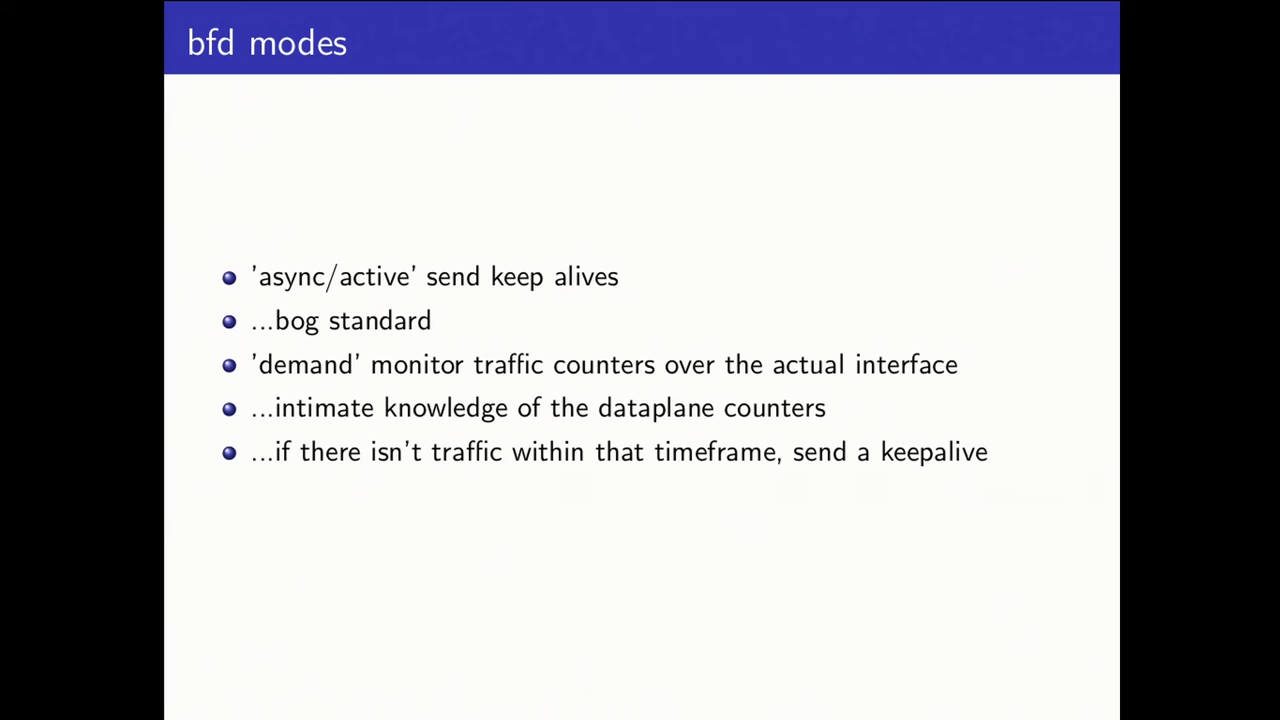 bfd modes
'async/active' send keep alives
...bog standard
'demand' monitor traffic counters over the actual interface
...intimate knowledge of the dataplane counters
...if there isn't traffic within that timeframe, send a keepalive